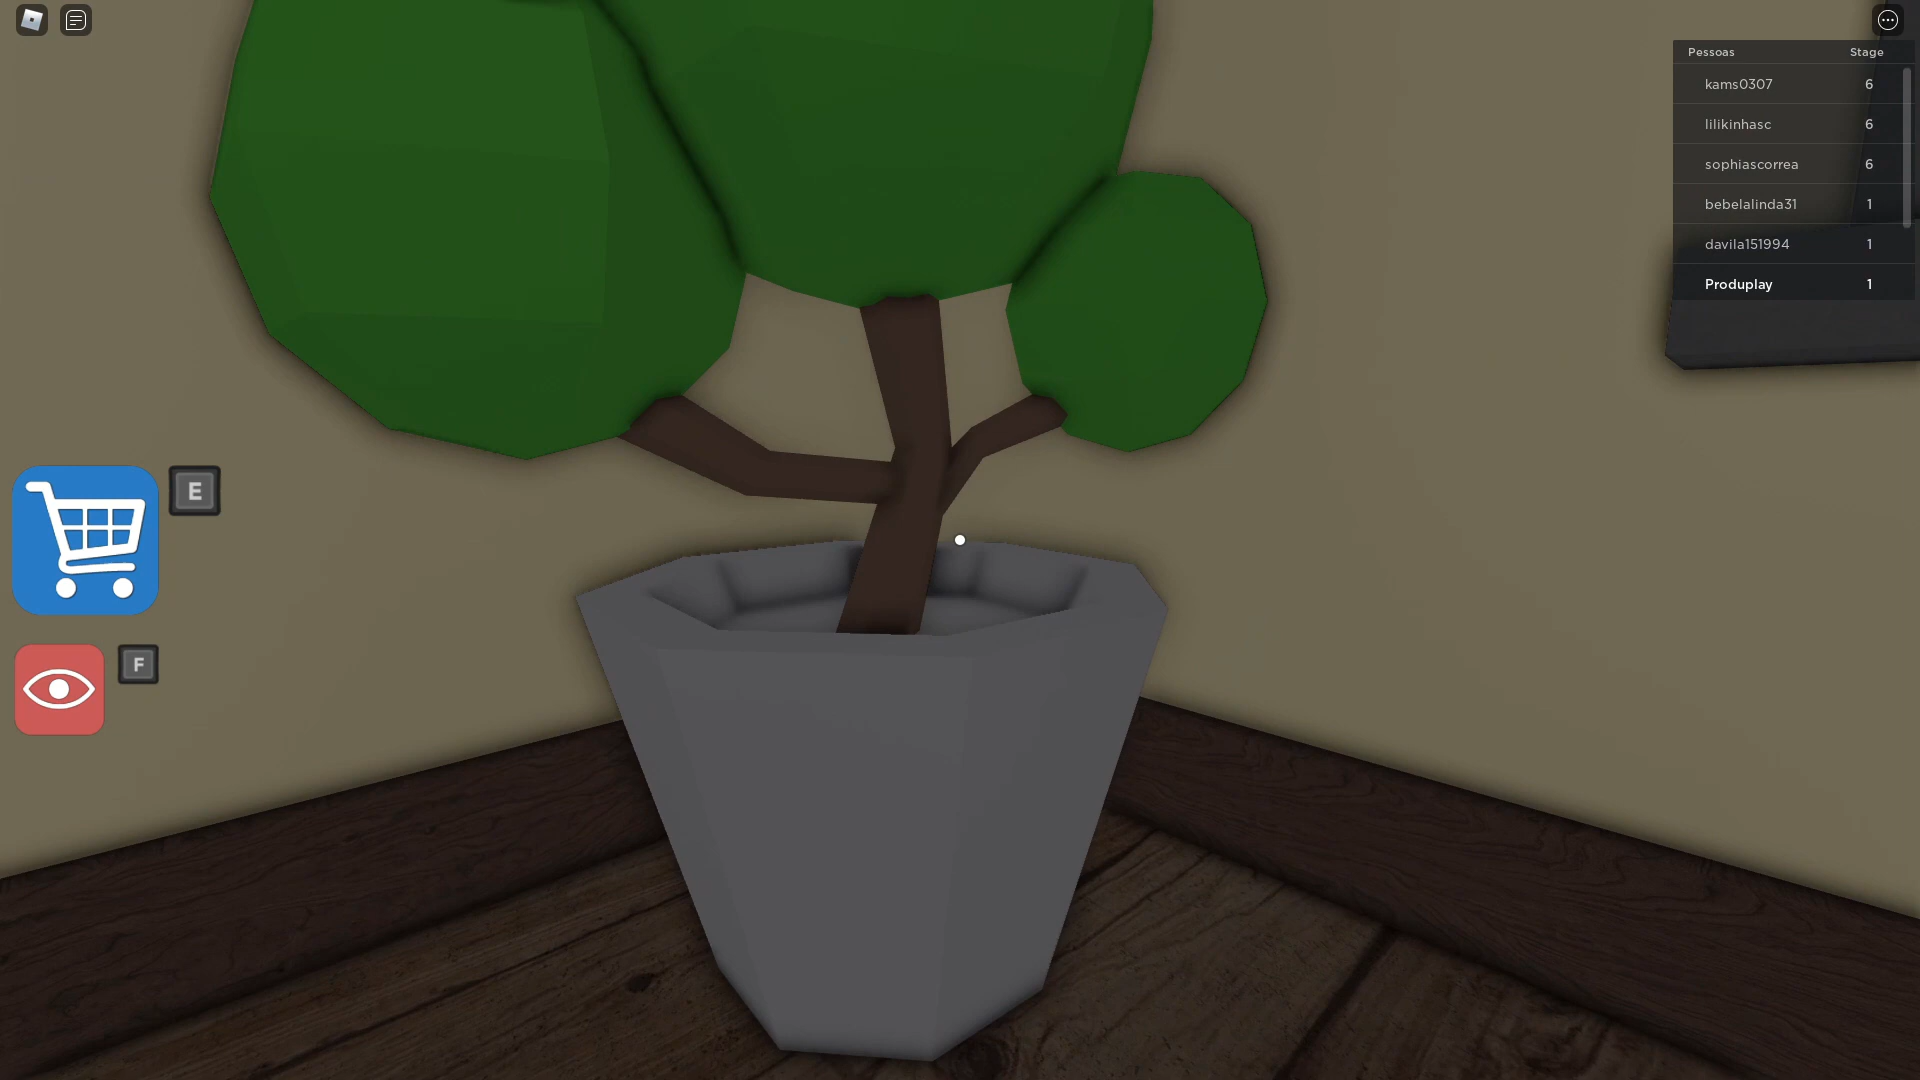 Pessoas Stage
kams0307 6
lilikinhasc 6
sophiascorrea 6
bebelalinda31 1
davila151994 1
Produplay 1
E
F